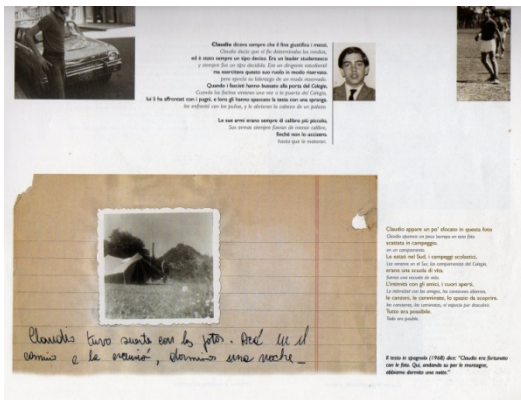 Claudio diceva sempre che il fine giustifica i mezzi.
Claudio decía que el fin determinaba los medios,
ed è stato sempre un tipo deciso. Era un leader studentesco
y siempre fue un tipo decidido. Era un dirigente estudiantil
ma esercitava questo suo ruolo in modo riservato.
pero ejercía su liderazgo de un modo reservado.
Quando i fascisti hanno bussato alla porta del Colegio,
Cuando los fachos vinieron una vez a la puerta del Colegio,
lui li ha affrontati con i pugni, e loro gli hanno spaccato la testa con una spranga.
los enfrentó con los puños, y le abrieron la cabeza de un
Le sue armi erano sempre di calibro più piccolo,
Sus armas siempre fueron de menor calibre,
finché non lo uccisero.
hasta que lo mataron.
Claudio appare un po' sfocato in questa foto
Claudio aparece un poco borroso en esta foto
scattata in campeggio.
en un campamento.
Le estati nel Sud, i campeggi scolastici,
Los veranos en el Sur, los campamentos del Colegio,
erano una scuola di vita.
fueron una escuela de vida.
L'intimità con gli amici, i cuori aperti,
La intimidad con los amigos, los corazones abiertos,
le canzoni, le camminate, lo spazio da scoprire.
las canciones, las caminatas, el espacio por descubrir.
Tutto era possibile.
Todo era posible.
Claudio tuvo suerte con las fotos. Acá en el
camino a la excursión, dormimos una noche_
Il testo in spagnolo (1968) dice: "Claudio era fortunato
con le foto. Qui, andando su per le montagne,
abbiamo dormito una notte."